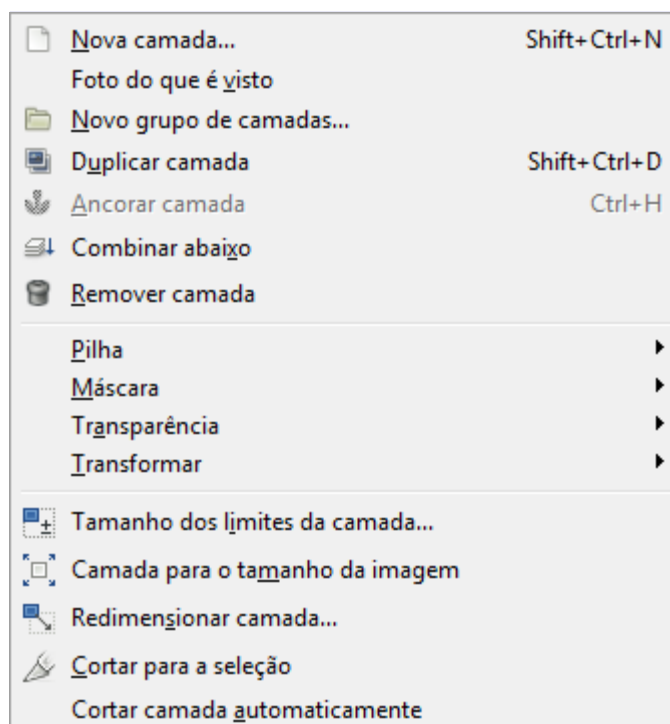 Nova camada... Shift+Ctrl+N
Foto do que é visto
Novo grupo de camadas...
Duplicar camada Shift+Ctrl+D
Ancorar camada Ctrl+H
Combinar abaixo
Remover camada
Pilha
Máscara
Transparência
Transformar
Tamanho dos limites da camada...
Camada para o tamanho da imagem
Redimensionar camada...
Cortar para a seleção
Cortar camada automaticamente